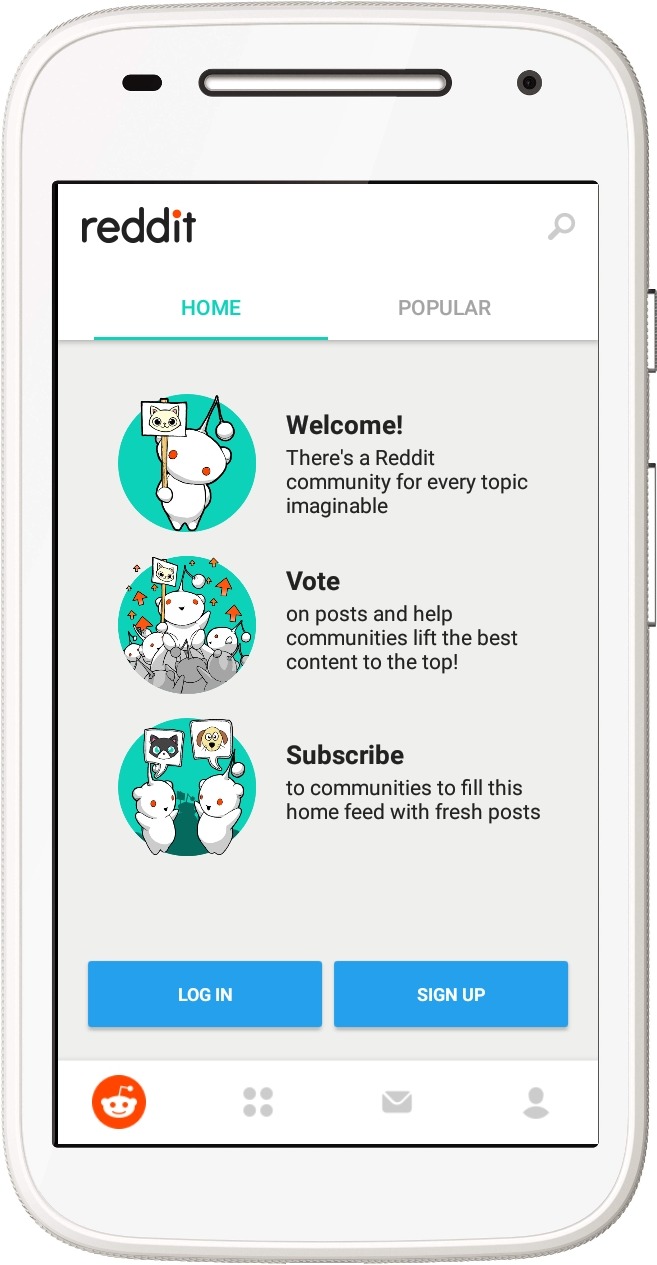 reddit
HOME
POPULAR
Welcome!
There's a Reddit
community for every topic
imaginable
Vote
on posts and help
communities lift the best
content to the top!
Subscribe
to communities to fill this
home feed with fresh posts
LOG IN
SIGN UP